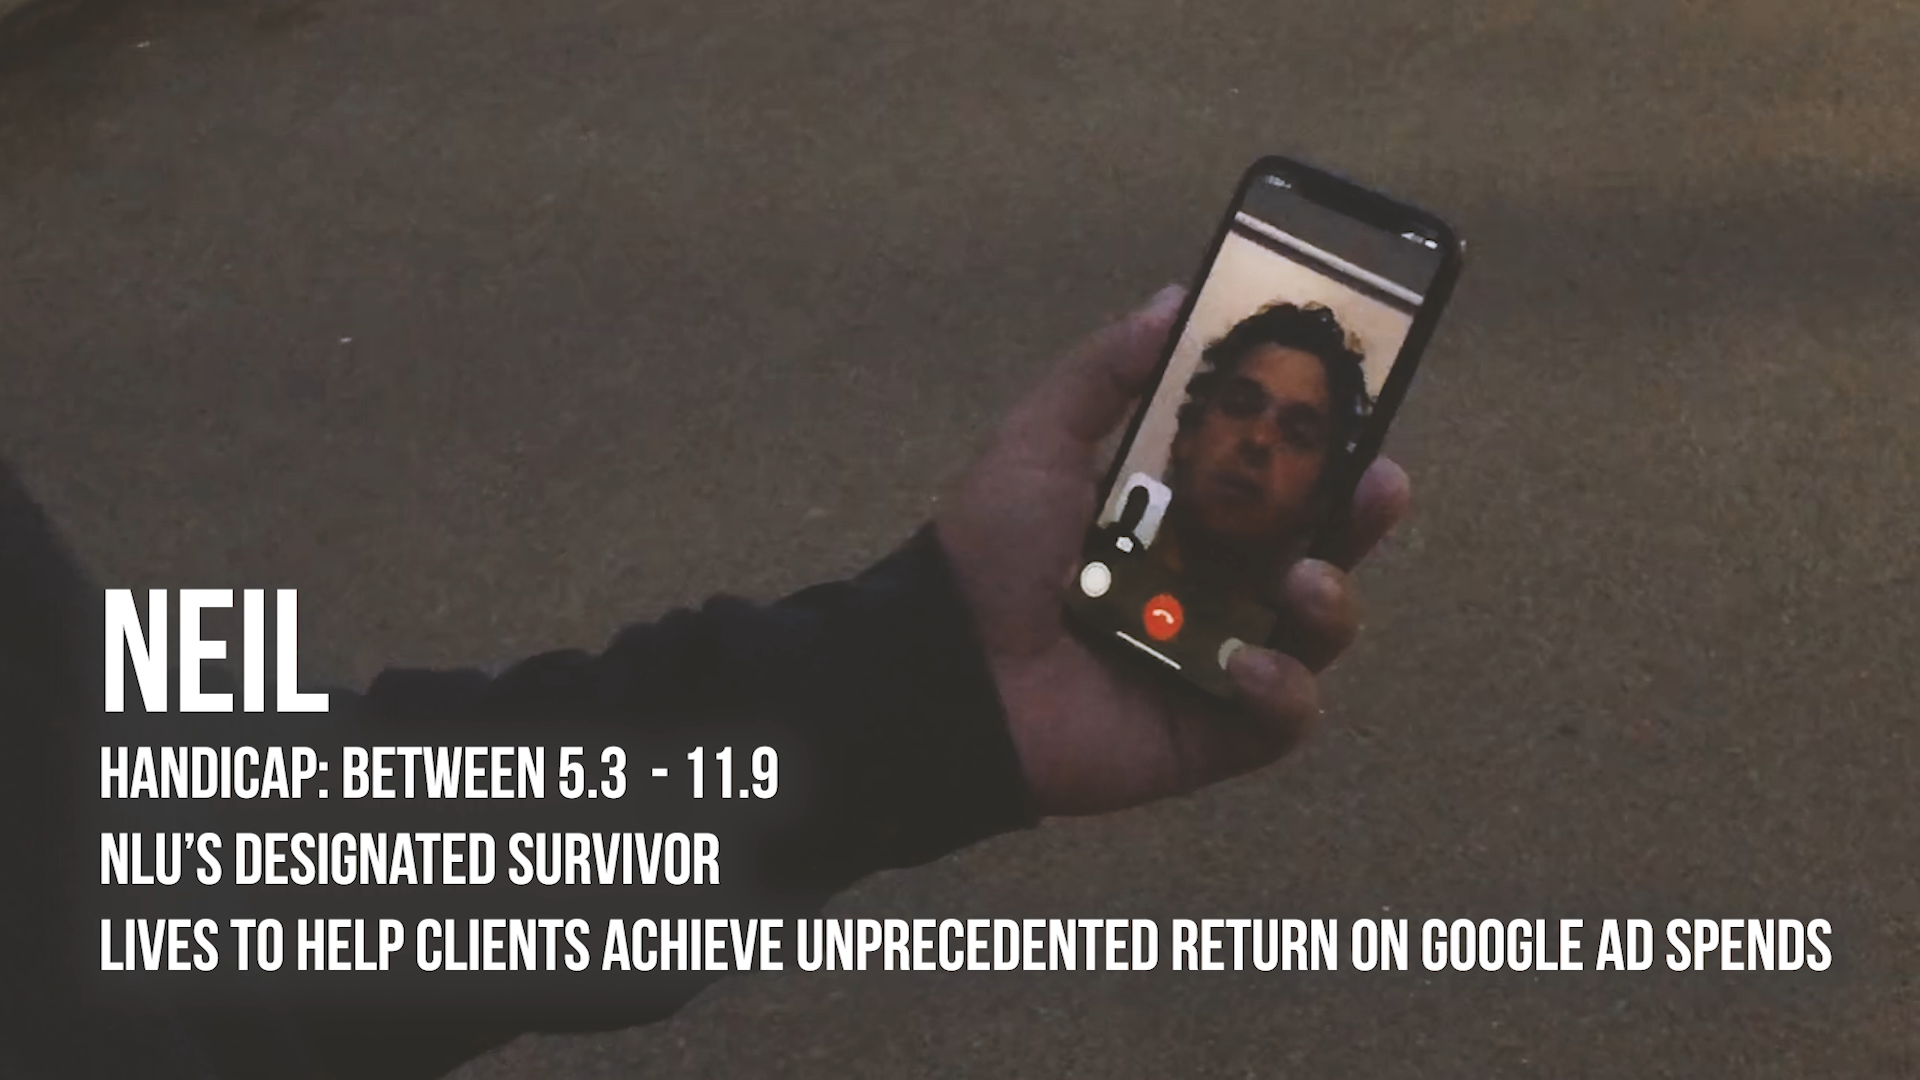 NEIL
HANDICAP: BETWEEN 5.3 - 11.9
NLU'S DESIGNATED SURVIVOR
LIVES TO HELP CLIENTS ACHIEVE UNPRECEDENTED RETURN ON GOOGLE AD SPENDS